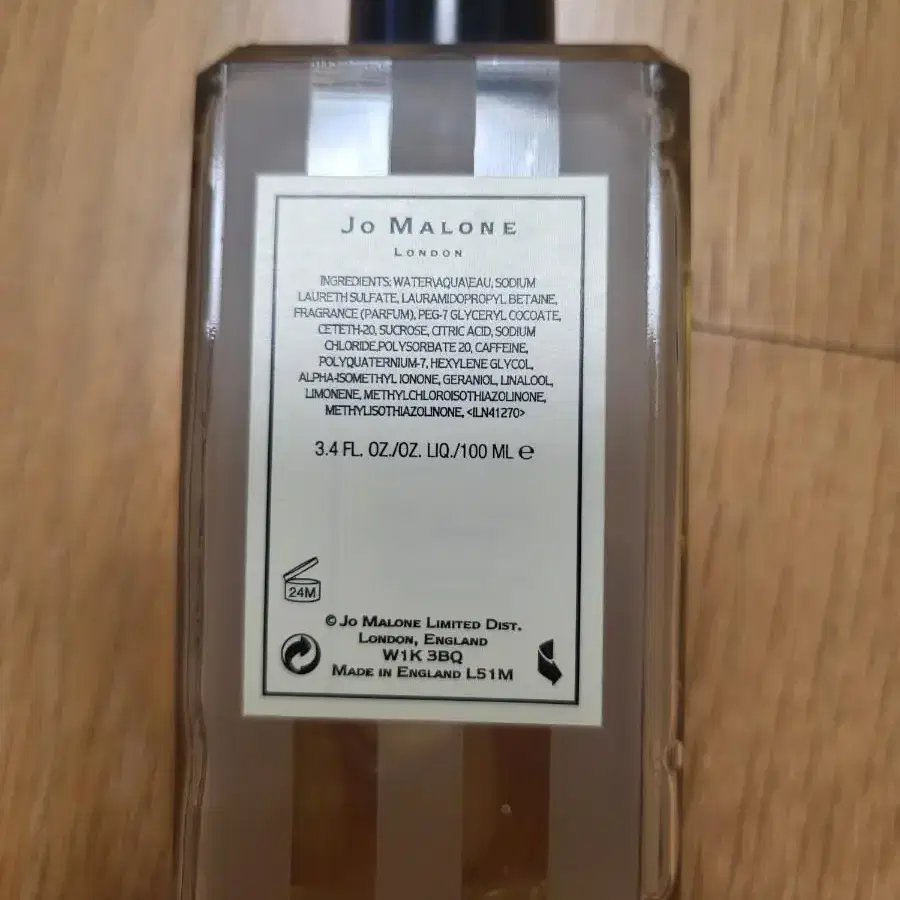 JO MALONE
LONDON
INGREDIENTS: WATER\AQUA\EAU, SODIUM
LAURETH SULFATE, LAURAMIDOPROPYL BETAINE,
FRAGRANCE (PARFUM), PEG-7 GLYCERYL COCOATE,
CETETH-20, SUCROSE, CITRIC ACID, SODIUM
CHLORIDE,POLYSORBATE 20, CAFFEINE,
POLYQUATERNIUM-7, HEXYLENE GLYCOL,
ALPHA-ISOMETHYL IONONE, GERANIOL, LINALOOL,
LIMONENE, METHYLCHLOROISOTHIAZOLINONE,
METHYLISOTHIAZOLINONE, <ILN41270>
3.4 FL. OZ./OZ. LIQ./100 ML ℮
24M
© JO MALONE LIMITED DIST.
LONDON, ENGLAND
W1K 3BQ
MADE IN ENGLAND L51M